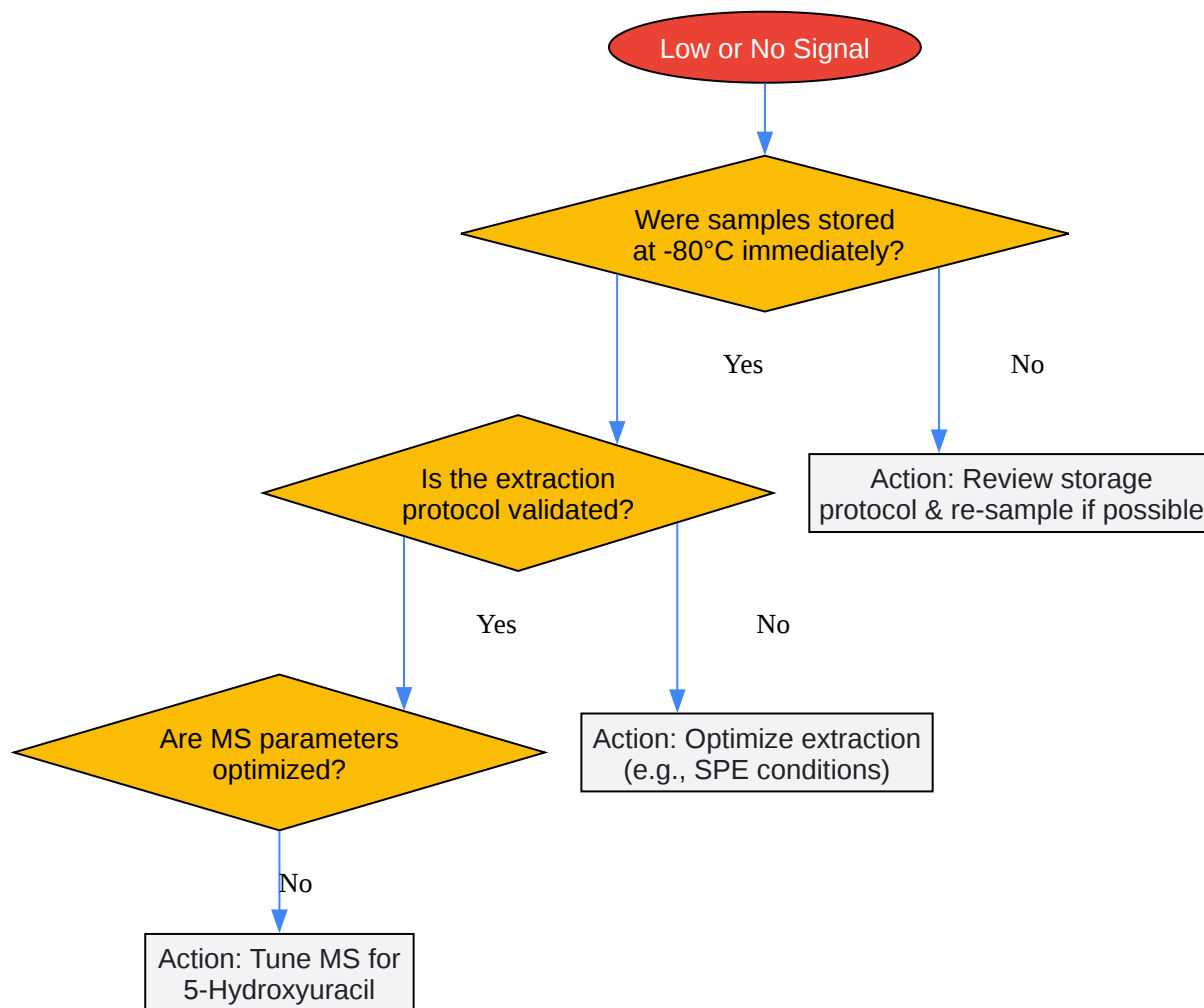 Low or No Signal
Were samples stored
at -80°C immediately?
Yes
No
Is the extraction
protocol validated?
Action: Review storage
protocol & re-sample if possible
Yes
No
Are MS parameters
optimized?
Action: Optimize extraction
(e.g., SPE conditions)
No
Action: Tune MS for
5-Hydroxyuracil